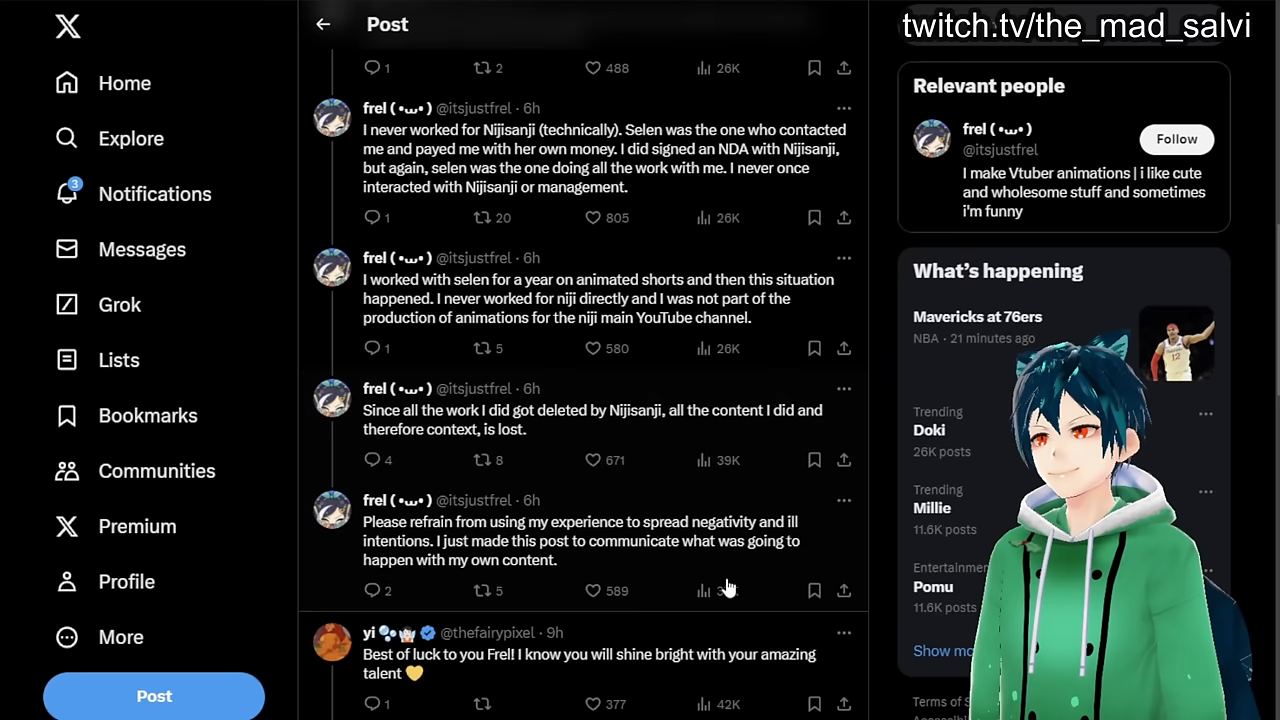 twitch.tv/the_mad_salvi
Post
Home
Explore
3
Notifications
Messages
Grok
Lists
Bookmarks
Communities
Premium
Profile
More
Post
1 2 488 26K
frel ( •ᴗ• ) @itsjustfrel · 6h
I never worked for Nijisanji (technically). Selen was the one who contacted
me and payed me with her own money. I did signed an NDA with Nijisanji,
but again, selen was the one doing all the work with me. I never once
interacted with Nijisanji or management.
1 20 805 26K
frel ( •ᴗ• ) @itsjustfrel · 6h
I worked with selen for a year on animated shorts and then this situation
happened. I never worked for niji directly and I was not part of the
production of animations for the niji main YouTube channel.
1 5 580 26K
frel ( •ᴗ• ) @itsjustfrel · 6h
Since all the work I did got deleted by Nijisanji, all the content I did and
therefore context, is lost.
4 8 671 39K
frel ( •ᴗ• ) @itsjustfrel · 6h
Please refrain from using my experience to spread negativity and ill
intentions. I just made this post to communicate what was going to
happen with my own content.
2 5 589
yi @thefairypixel · 9h
Best of luck to you Frel! I know you will shine bright with your amazing
talent 💛
1 377 42K
Relevant people
frel ( •ᴗ• )
@itsjustfrel
Follow
I make Vtuber animations | i like cute
and wholesome stuff and sometimes
i'm funny
What's happening
Mavericks at 76ers
NBA · 21 minutes ago
12
Trending
Doki
26K posts
Trending
Millie
11.6K posts
Entertainmen
Pomu
11.6K posts
Show mo
Terms of S